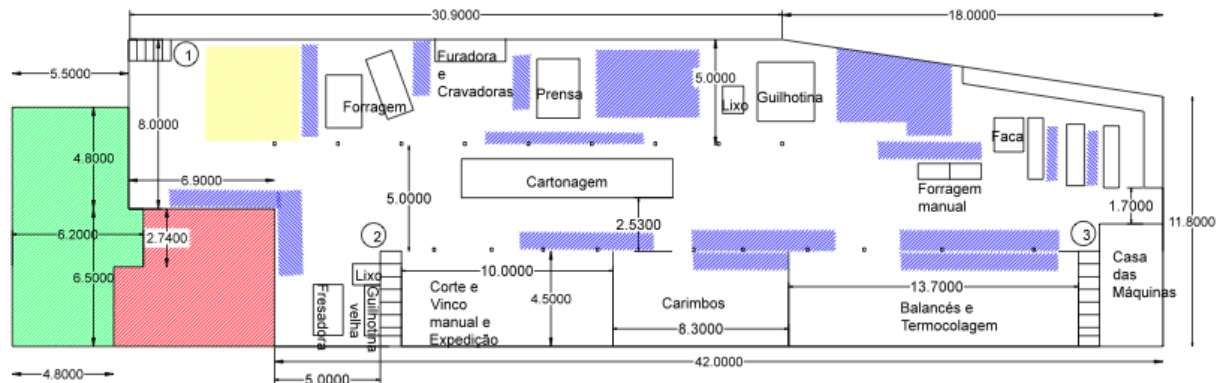 30.9000
18.0000
1
5.5000
Furadora
e
Cravadoras
5.0000
Forragem
Prensa
Lixo
Guilhotina
8.0000
Faca
4.8000
6.9000
Cartonagem
Forragem
manual
1.7000
5.0000
2.5300
11.8000
6.2000
2.7400
2
3
6.5000
Lixo
10.0000
Casa
das
Máquinas
Fresadora
Guilhotina
velha
Corte e
Vinco
manual e
Expedição
4.5000
Carimbos
8.3000
13.7000
Balancés e
Termocolagem
42.0000
4.8000
5.0000